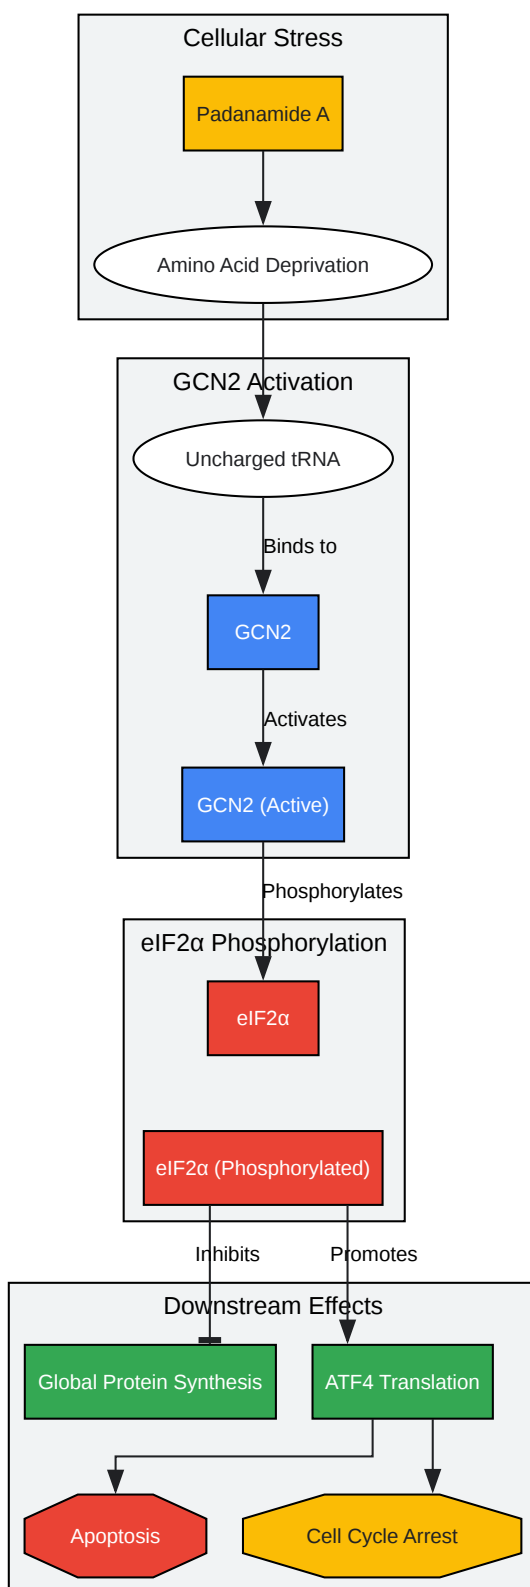 Cellular Stress
Padanamide A
Amino Acid Deprivation
GCN2 Activation
Uncharged tRNA
Binds to
GCN2
Activates
GCN2 (Active)
Phosphorylates
eIF2α Phosphorylation
eIF2α
eIF2α (Phosphorylated)
Inhibits
Promotes
Downstream Effects
Global Protein Synthesis
ATF4 Translation
Apoptosis
Cell Cycle Arrest